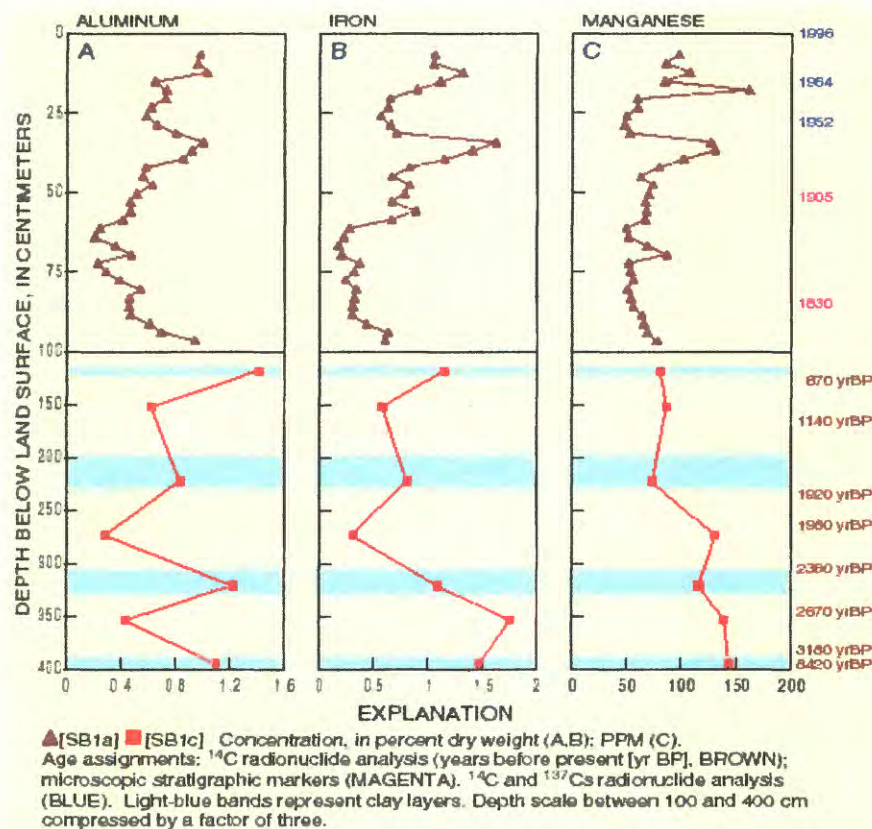 ALUMINUM IRON MANGANESE
A B C
DEPTH BELOW LAND SURFACE, IN CENTIMETERS
0
25
50
75
100
150
200
250
300
350
400
1996
1964
1952
1905
1830
870 yrBP
1140 yrBP
1920 yrBP
1960 yrBP
2380 yrBP
2670 yrBP
3160 yrBP
0 0.4 0.8 1.2 1.6 0 0.5 1 1.5 2 0 50 100 150 200
EXPLANATION
▲[SB1a] ■[SB1c] Concentration, in percent dry weight (A,B); PPM (C).
Age assignments: ¹⁴C radionuclide analysis (years before present [yr BP], BROWN);
microscopic stratigraphic markers (MAGENTA). ¹⁴C and ¹³⁷Cs radionuclide analysis
(BLUE). Light-blue bands represent clay layers. Depth scale between 100 and 400 cm
compressed by a factor of three.